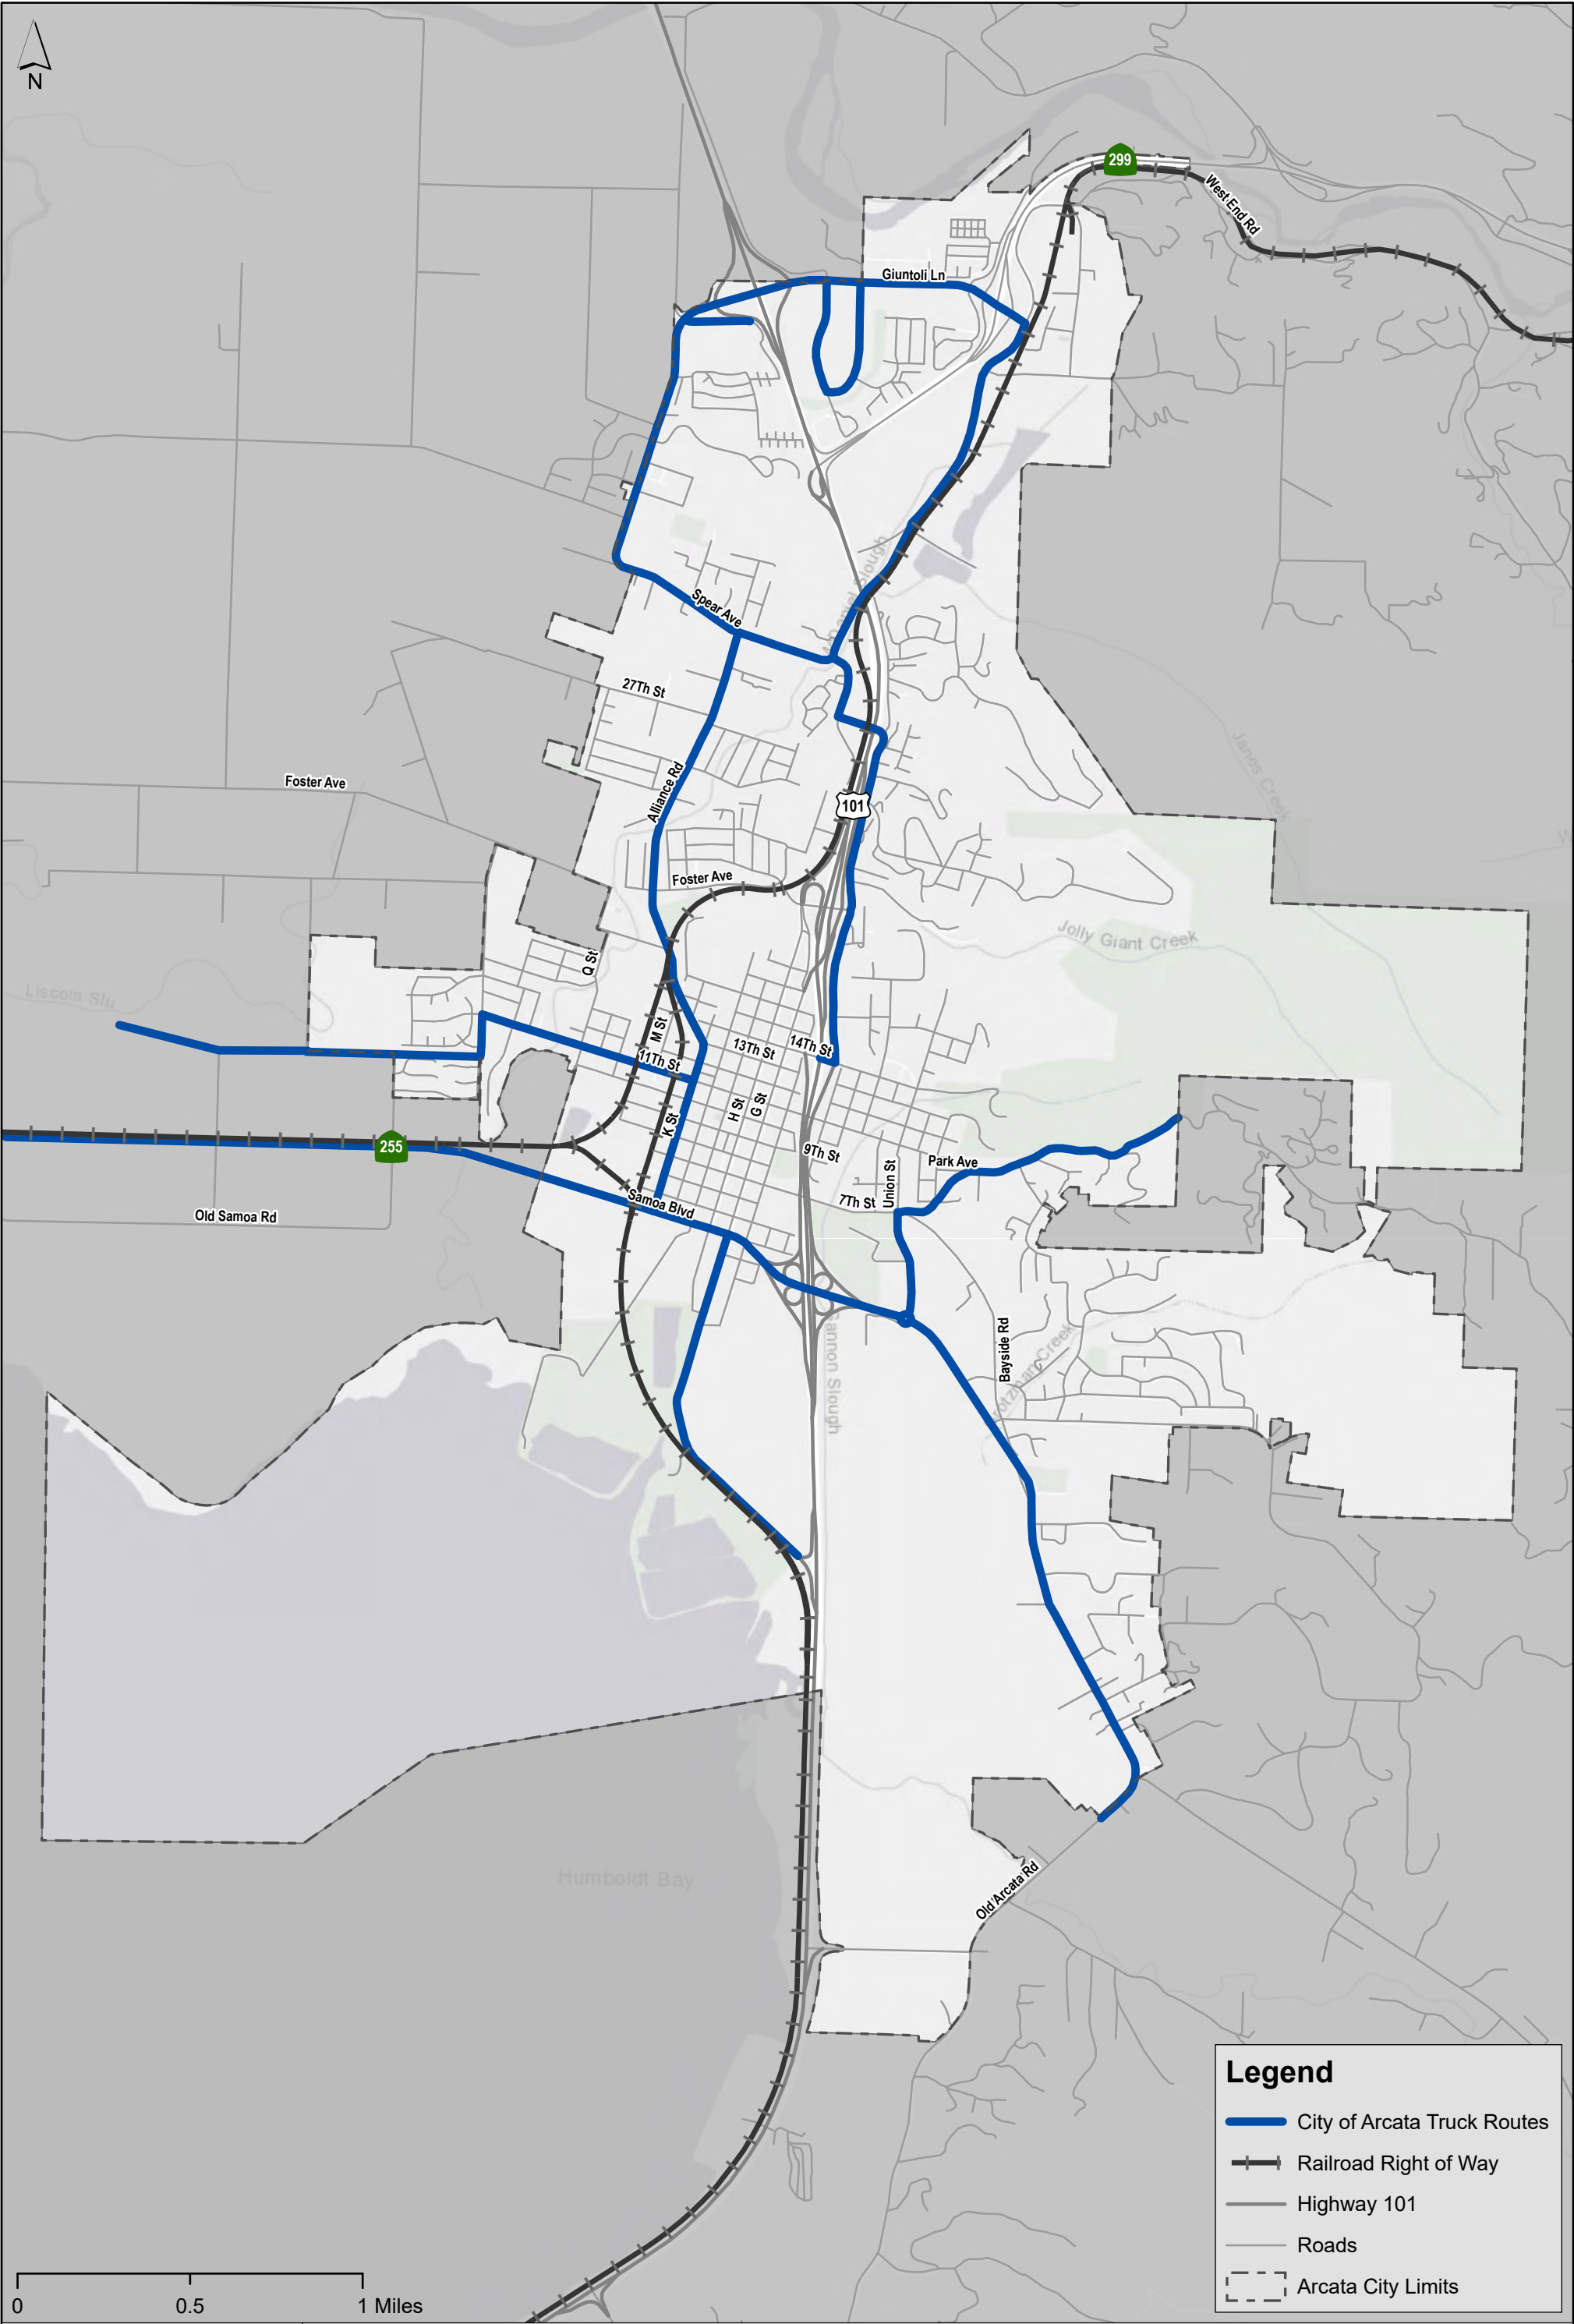 N
299
West End Rd
Giuntoli Ln
Spear Ave
27Th St
Janes Creek
Foster Ave
Alliance Rd
101
Foster Ave
Jolly Giant Creek
Q St
Liscom Slu
M St
14Th St
13Th St
11Th St
H St
G St
K St
255
9Th St
Park Ave
Union St
7Th St
Samoa Blvd
Old Samoa Rd
Bayside Rd
Gannon Slough
Humboldt Bay
Old Arcata Rd
Legend
City of Arcata Truck Routes
Railroad Right of Way
Highway 101
Roads
Arcata City Limits
0 0.5 1 Miles